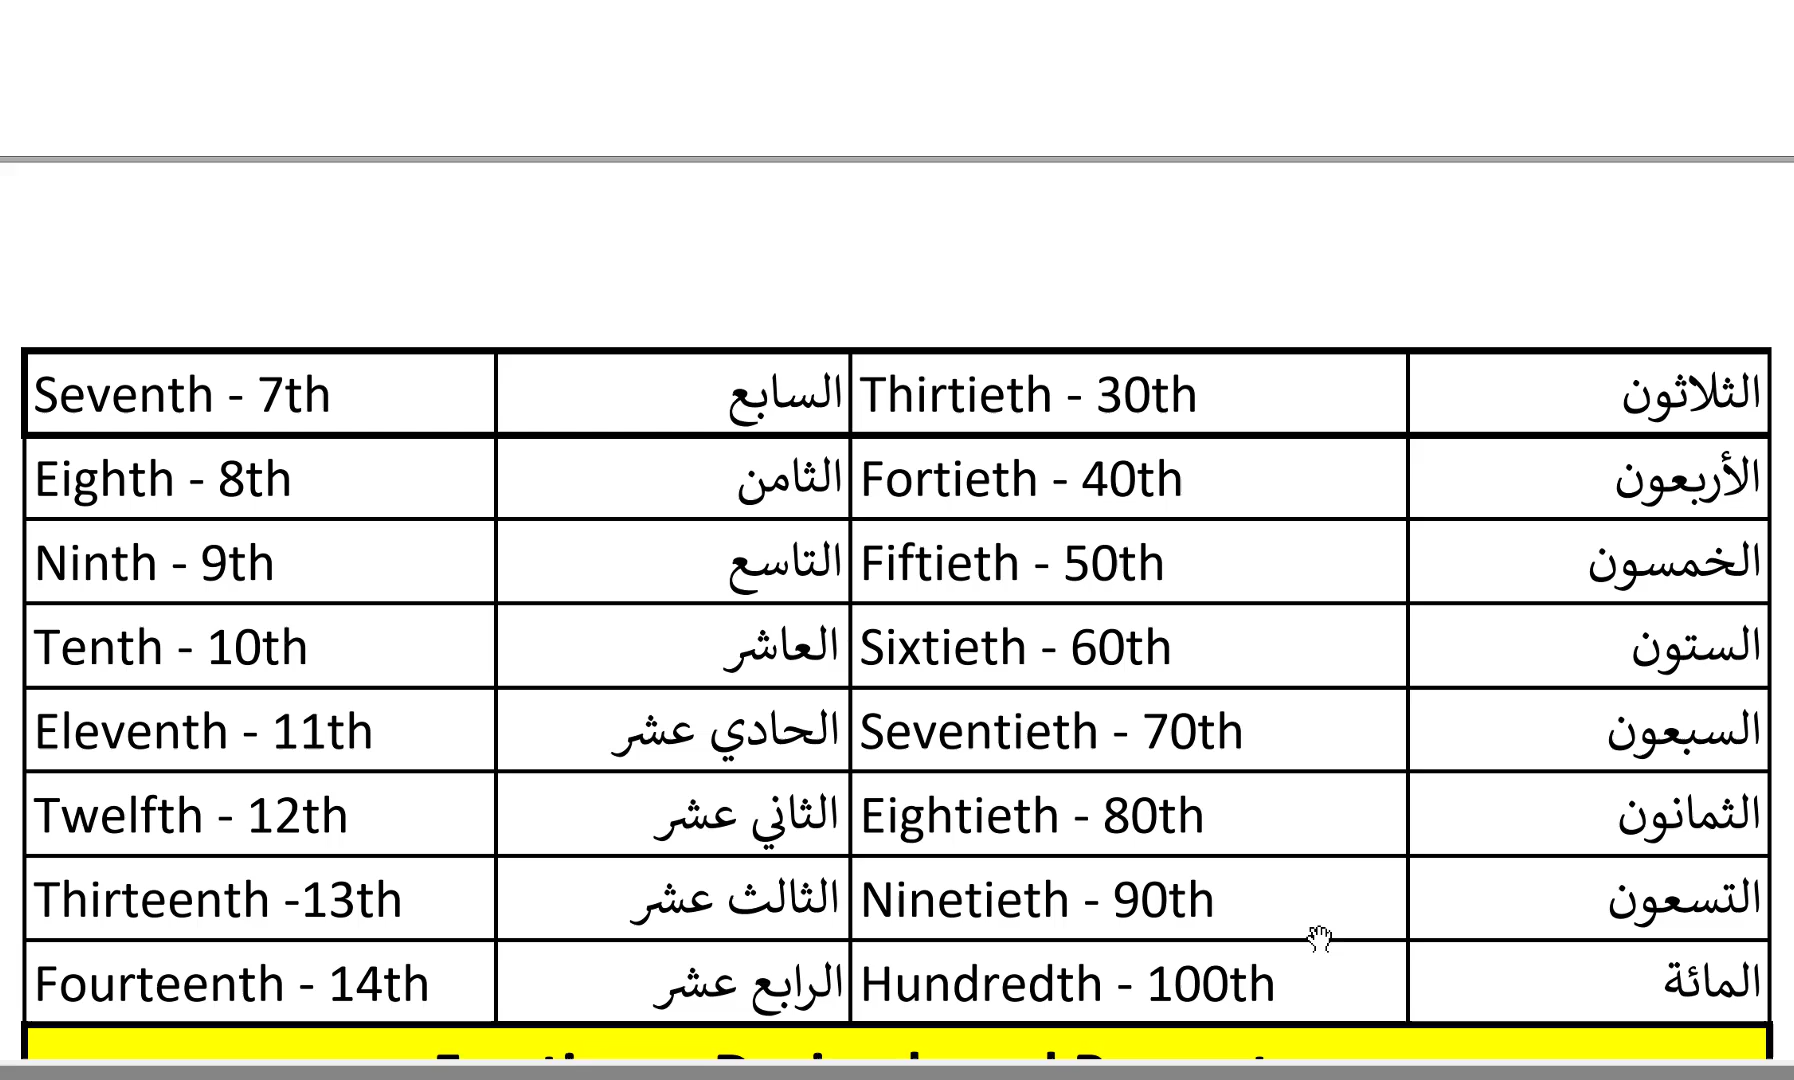 Seventh - 7th السابع Thirtieth - 30th الثلاثون
Eighth - 8th الثامن Fortieth - 40th الأربعون
Ninth - 9th التاسع Fiftieth - 50th الخمسون
Tenth - 10th العاشر Sixtieth - 60th الستون
Eleventh - 11th الحادي عشر Seventieth - 70th السبعون
Twelfth - 12th الثاني عشر Eightieth - 80th الثمانون
Thirteenth -13th الثالث عشر Ninetieth - 90th التسعون
Fourteenth - 14th الرابع عشر Hundredth - 100th المائة